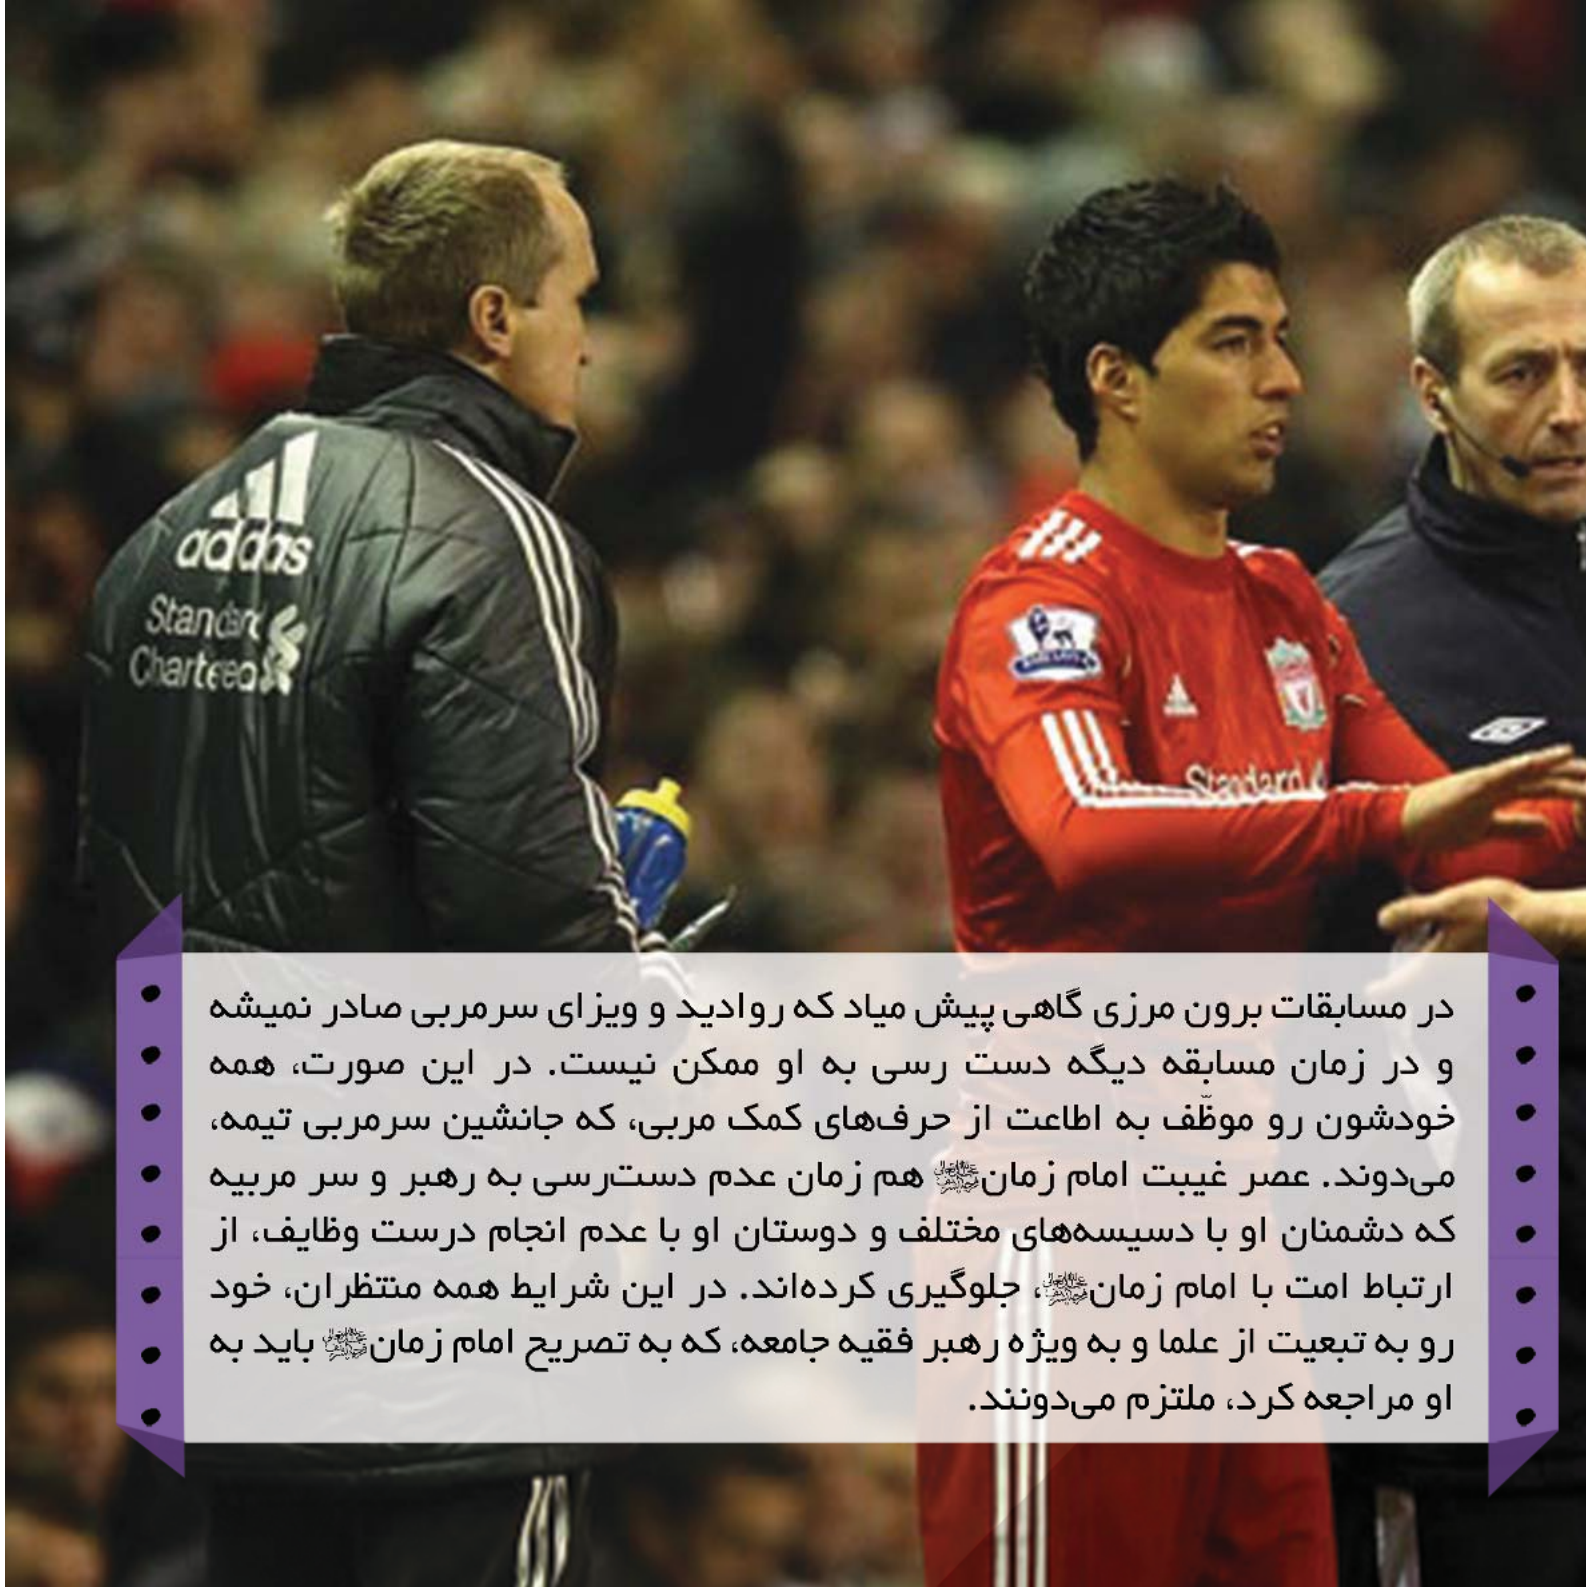 adidas
Standard
Chartered
Standard
در مسابقات برون مرزی گاهی پیش میاد که روادید و ویزای سرمربی صادر نمیشه
و در زمان مسابقه دیگه دست رسی به او ممکن نیست. در این صورت، همه
خودشون رو موظّف به اطاعت از حرف‌های کمک مربی، که جانشین سرمربی تیمه،
می‌دوند. عصر غیبت امام زمان هم زمان عدم دست‌رسی به رهبر و سر مربیه
که دشمنان او با دسیسه‌های مختلف و دوستان او با عدم انجام درست وظایف، از
ارتباط امت با امام زمان، جلوگیری کرده‌اند. در این شرایط همه منتظران، خود
رو به تبعیت از علما و به ویژه رهبر فقیه جامعه، که به تصریح امام زمان باید به
او مراجعه کرد، ملتزم می‌دونند.